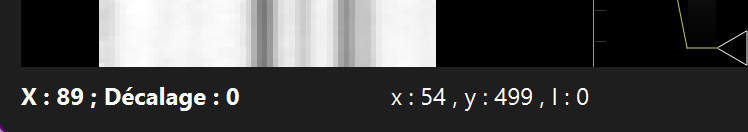 X : 89 ; Décalage : 0
x : 54 , y : 499 , I : 0